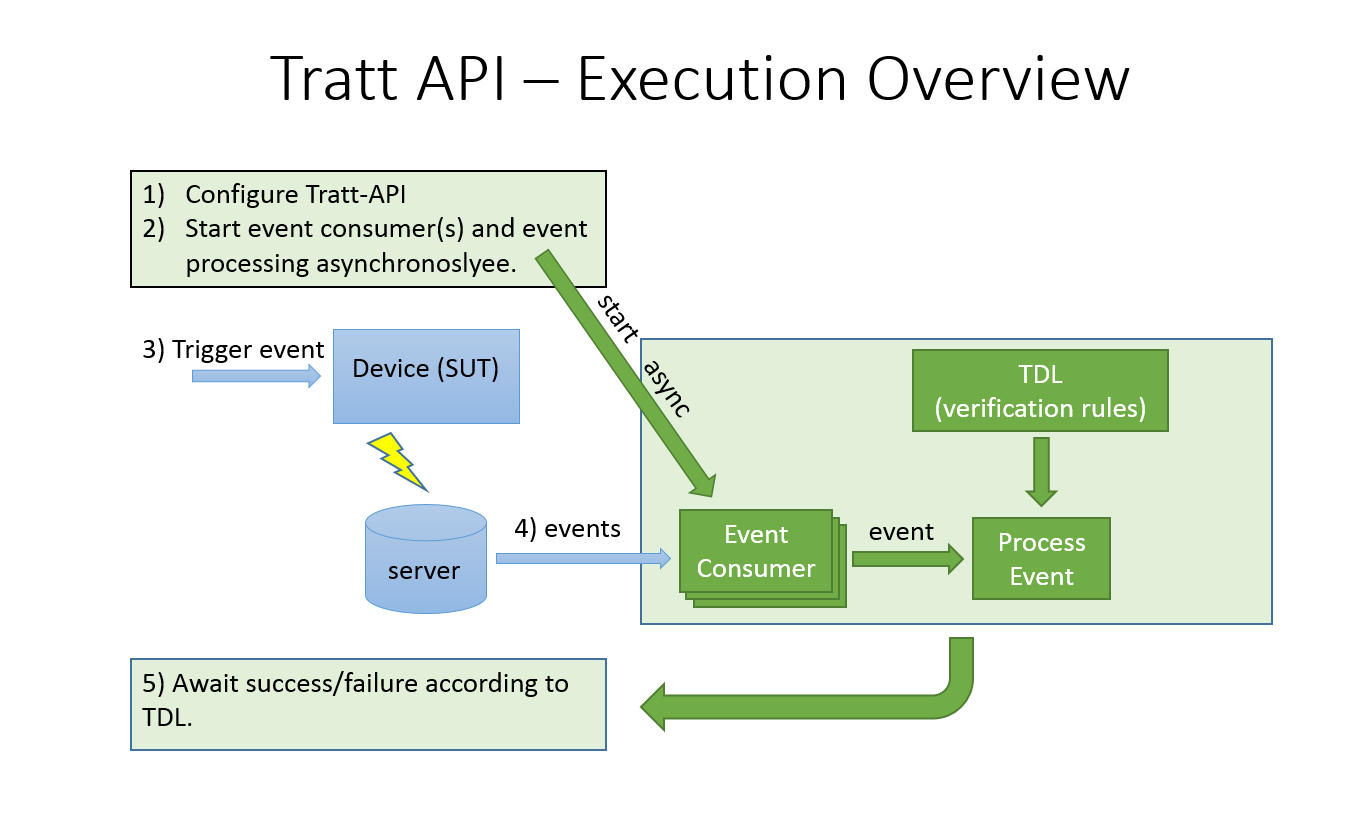 Tratt API – Execution Overview
1) Configure Tratt-API
2) Start event consumer(s) and event
processing asynchronoslyee.
start async
3) Trigger event
Device (SUT)
TDL
(verification rules)
4) events
server
Event
Consumer
event
Process
Event
5) Await success/failure according to
TDL.